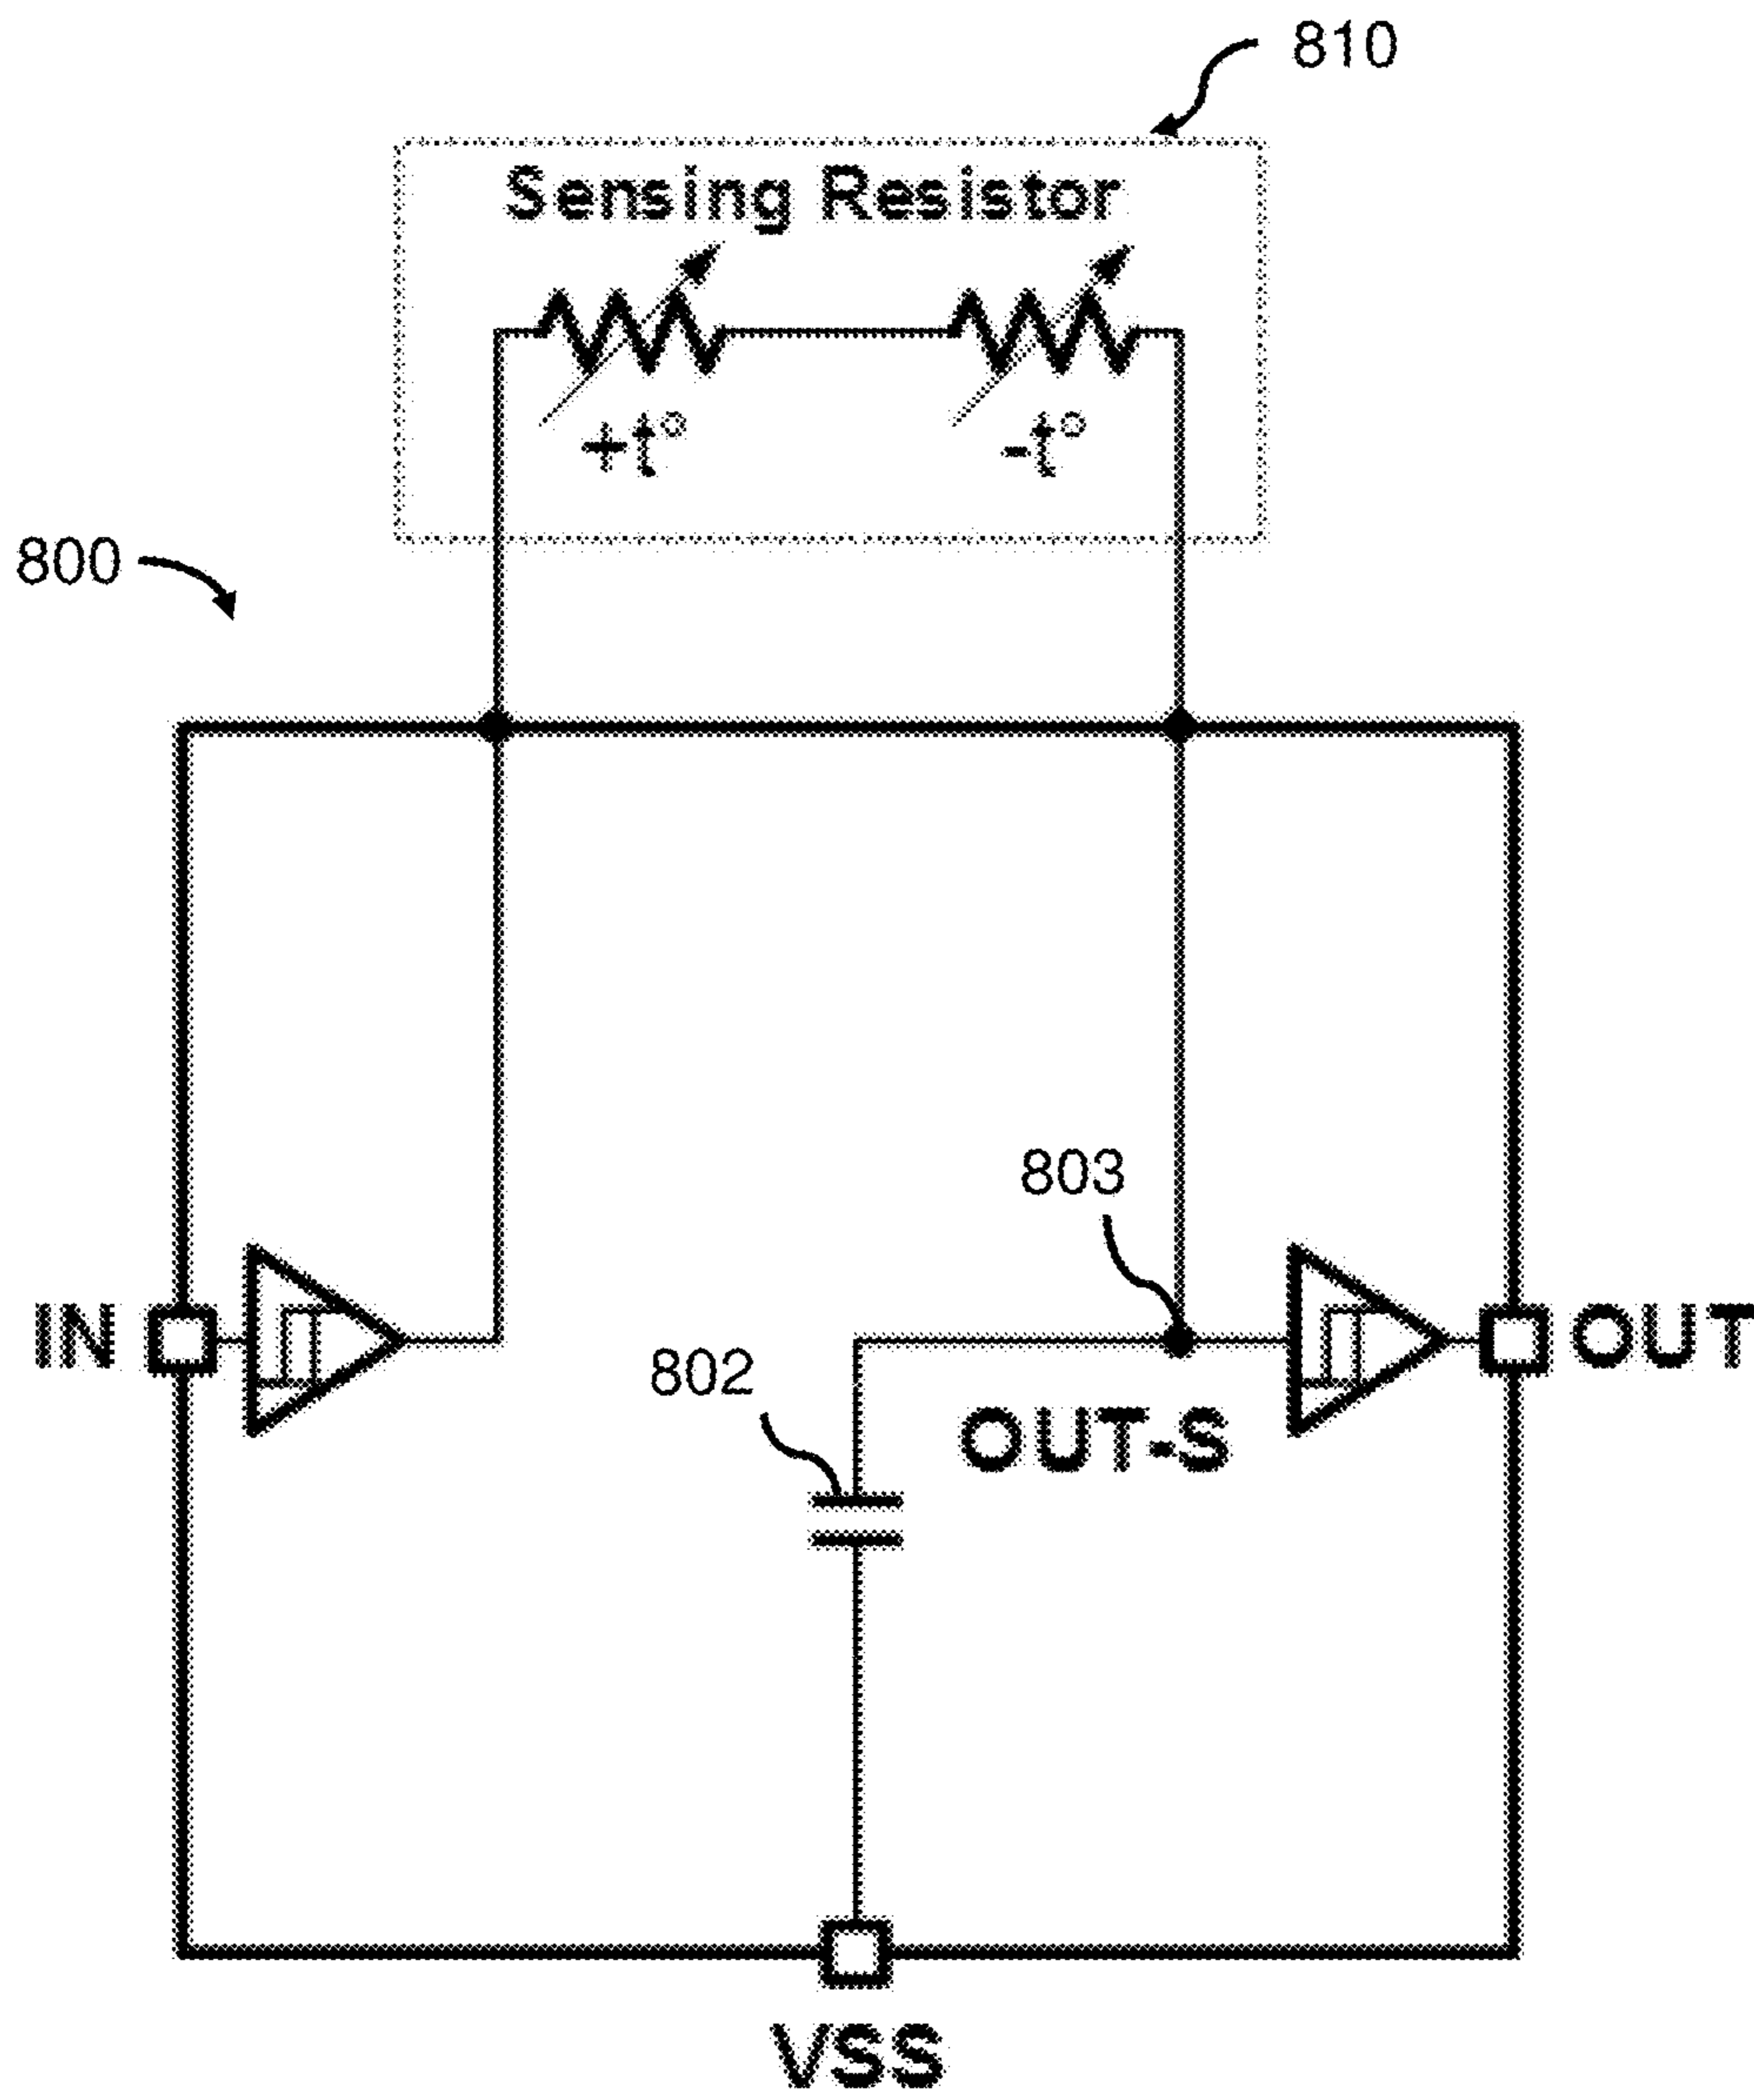 810
Sensing Resistor
+t° -t°
800
803
IN
802
OUT
OUT-S
VSS